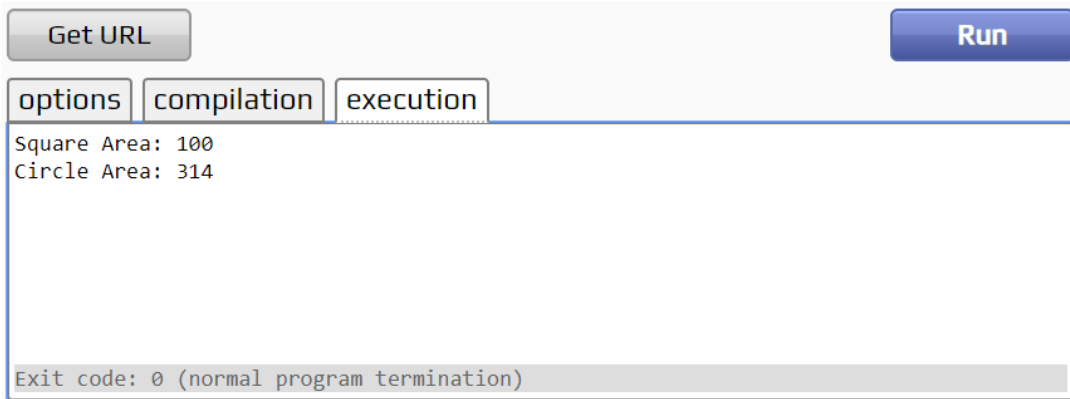 Get URL
Run
options compilation execution
Square Area: 100
Circle Area: 314
Exit code: 0 (normal program termination)